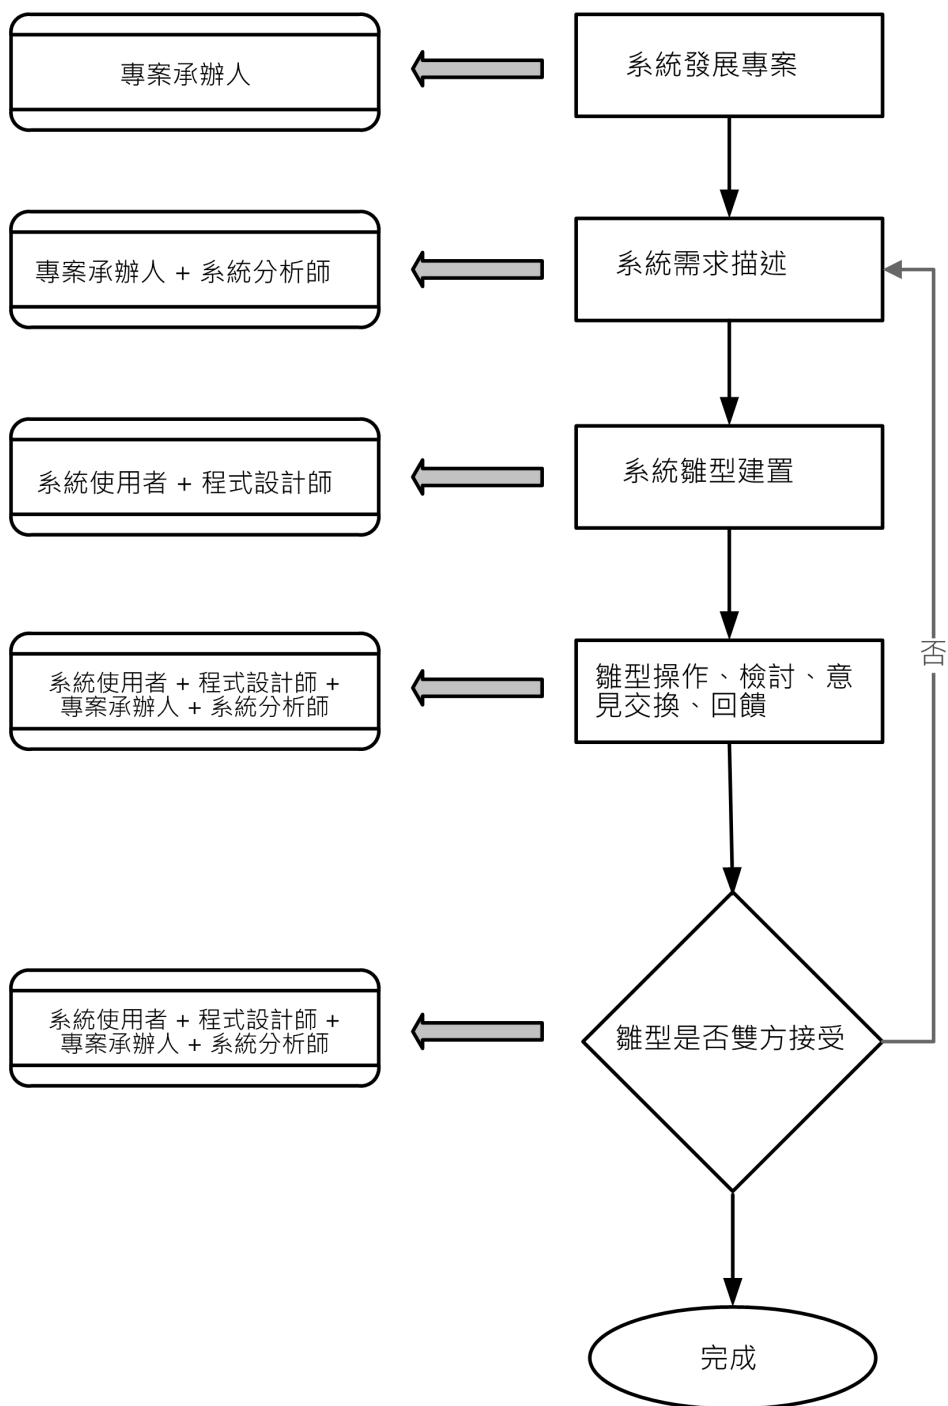 專案承辦人
系統發展專案
專案承辦人 + 系統分析師
系統需求描述
系統使用者 + 程式設計師
系統雛型建置
系統使用者 + 程式設計師 +
專案承辦人 + 系統分析師
雛型操作、檢討、意
見交換、回饋
否
系統使用者 + 程式設計師 +
專案承辦人 + 系統分析師
雛型是否雙方接受
完成